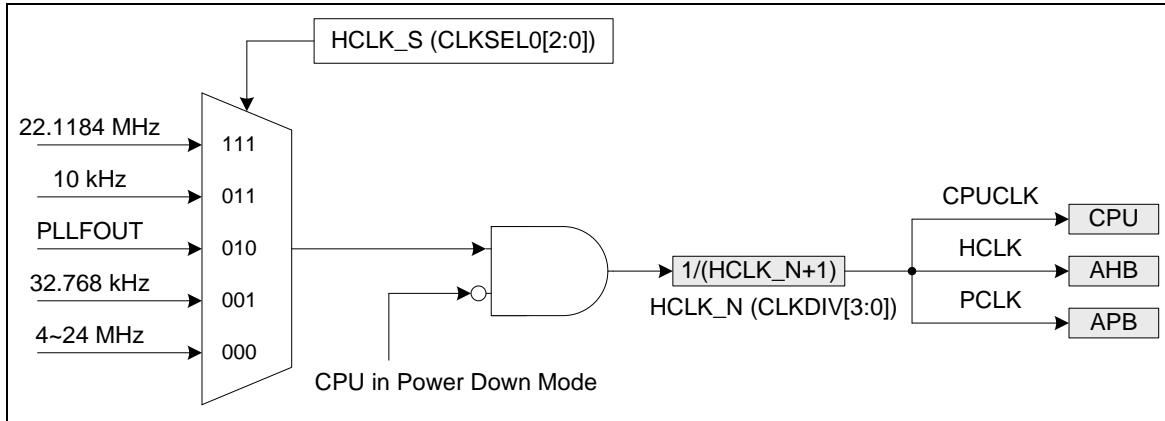 HCLK_S (CLKSEL0[2:0])
22.1184 MHz
111
10 kHz
011
PLLFOUT
010
32.768 kHz
001
4~24 MHz
000
CPU in Power Down Mode
1/(HCLK_N+1)
HCLK_N (CLKDIV[3:0])
CPUCLK
CPU
HCLK
AHB
PCLK
APB